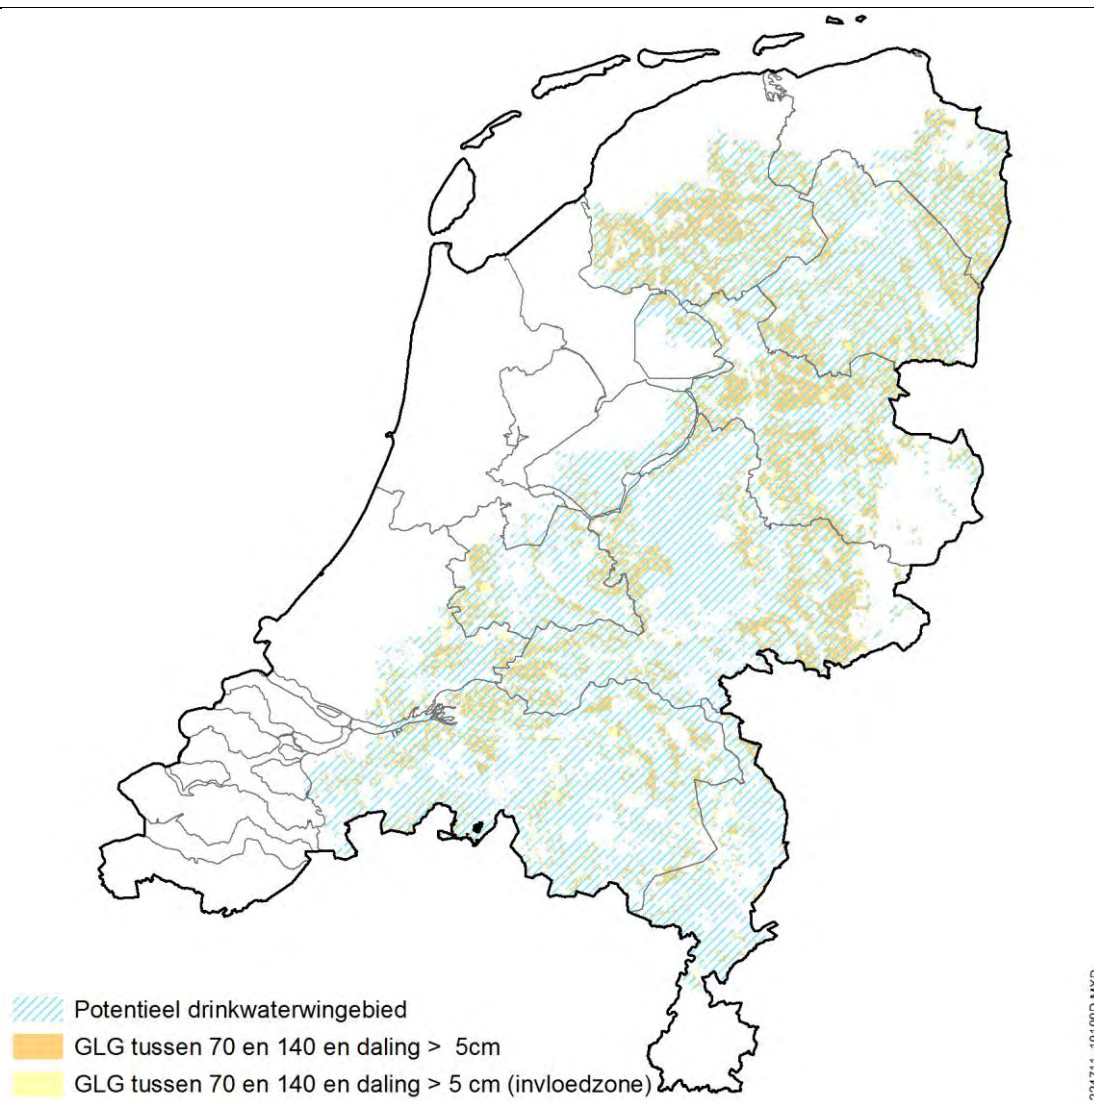 Potentieel drinkwaterwingebied
GLG tussen 70 en 140 en daling > 5cm
GLG tussen 70 en 140 en daling > 5 cm (invloedzone)